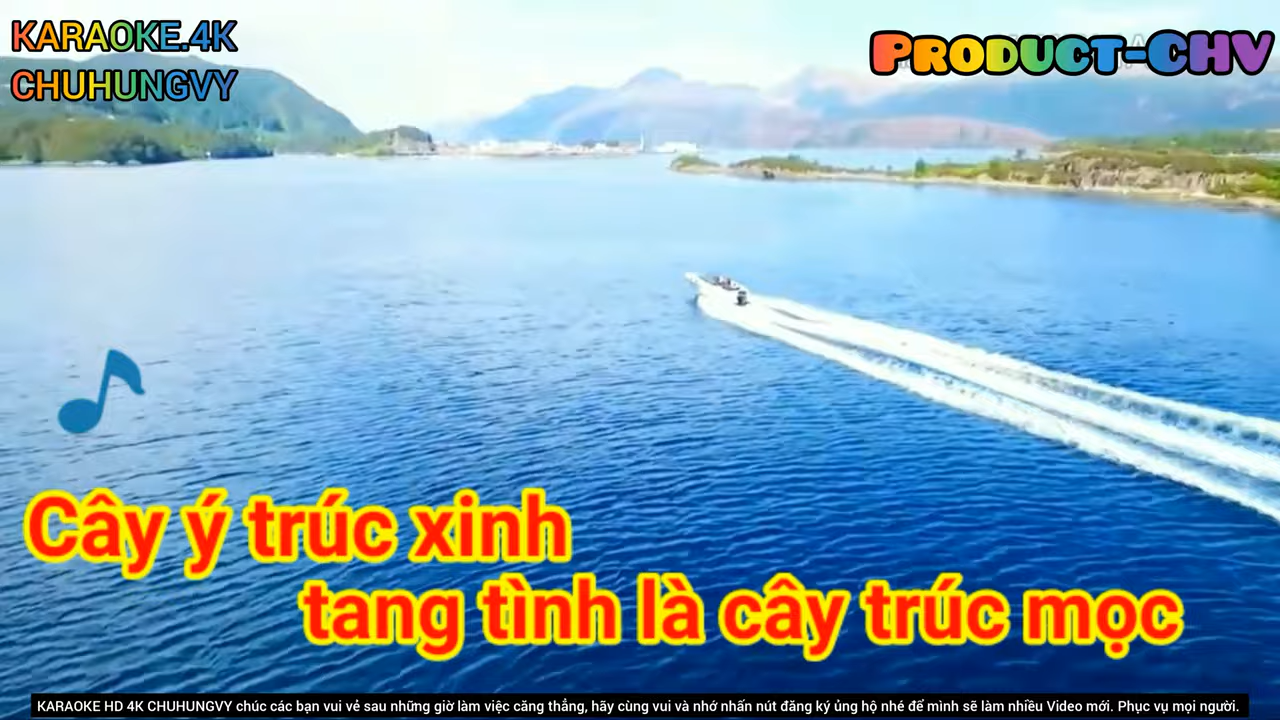 KARAOKE.4K
CHUHUNGVY
PRODUCT-CHV
Cây ý trúc xinh
tang tình là cây trúc mọc
KARAOKE HD 4K CHUHUNGVY chúc các bạn vui vẻ sau những giờ làm việc căng thẳng, hãy cùng vui và nhớ nhấn nút đăng ký ủng hộ nhé để mình sẽ làm nhiều Video mới. Phục vụ mọi người.